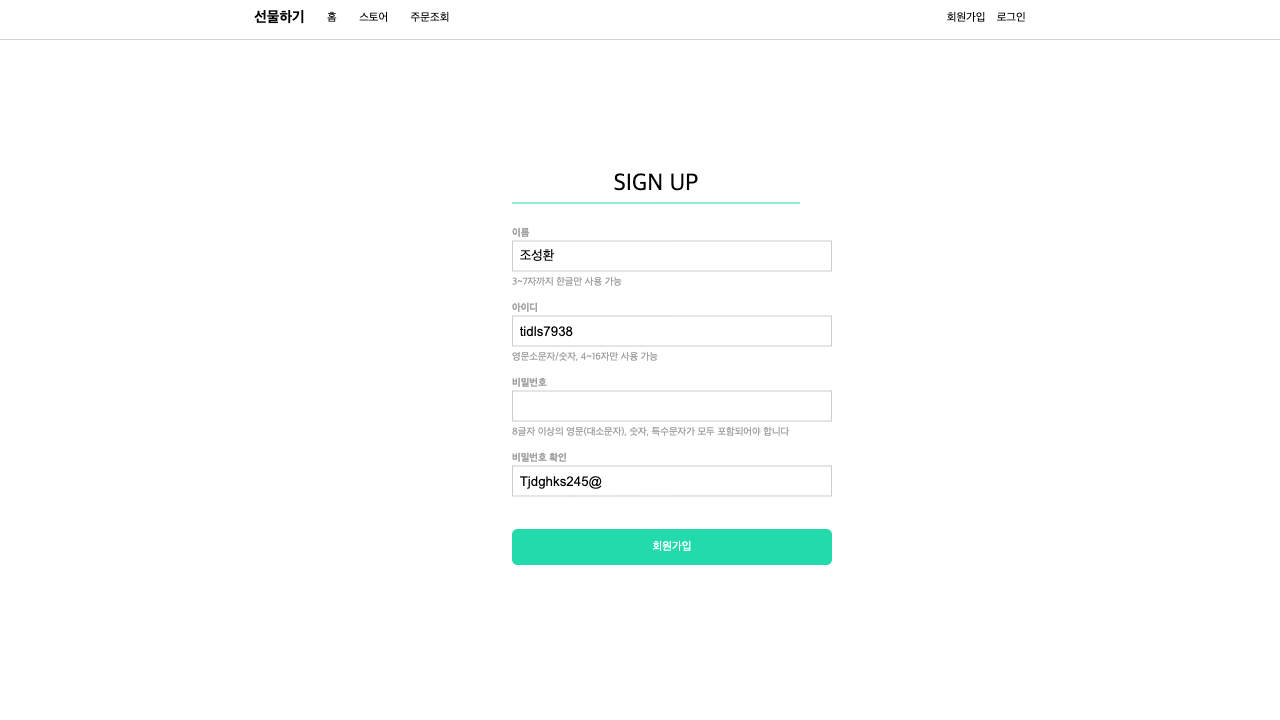 선물하기 홈 스토어 주문조회 회원가입 로그인
SIGN UP
이름
조성환
3~7자까지 한글만 사용 가능
아이디
tidls7938
영문소문자/숫자, 4~16자만 사용 가능
비밀번호
8글자 이상의 영문(대소문자), 숫자, 특수문자가 모두 포함되어야 합니다
비밀번호 확인
Tjdghks245@
회원가입